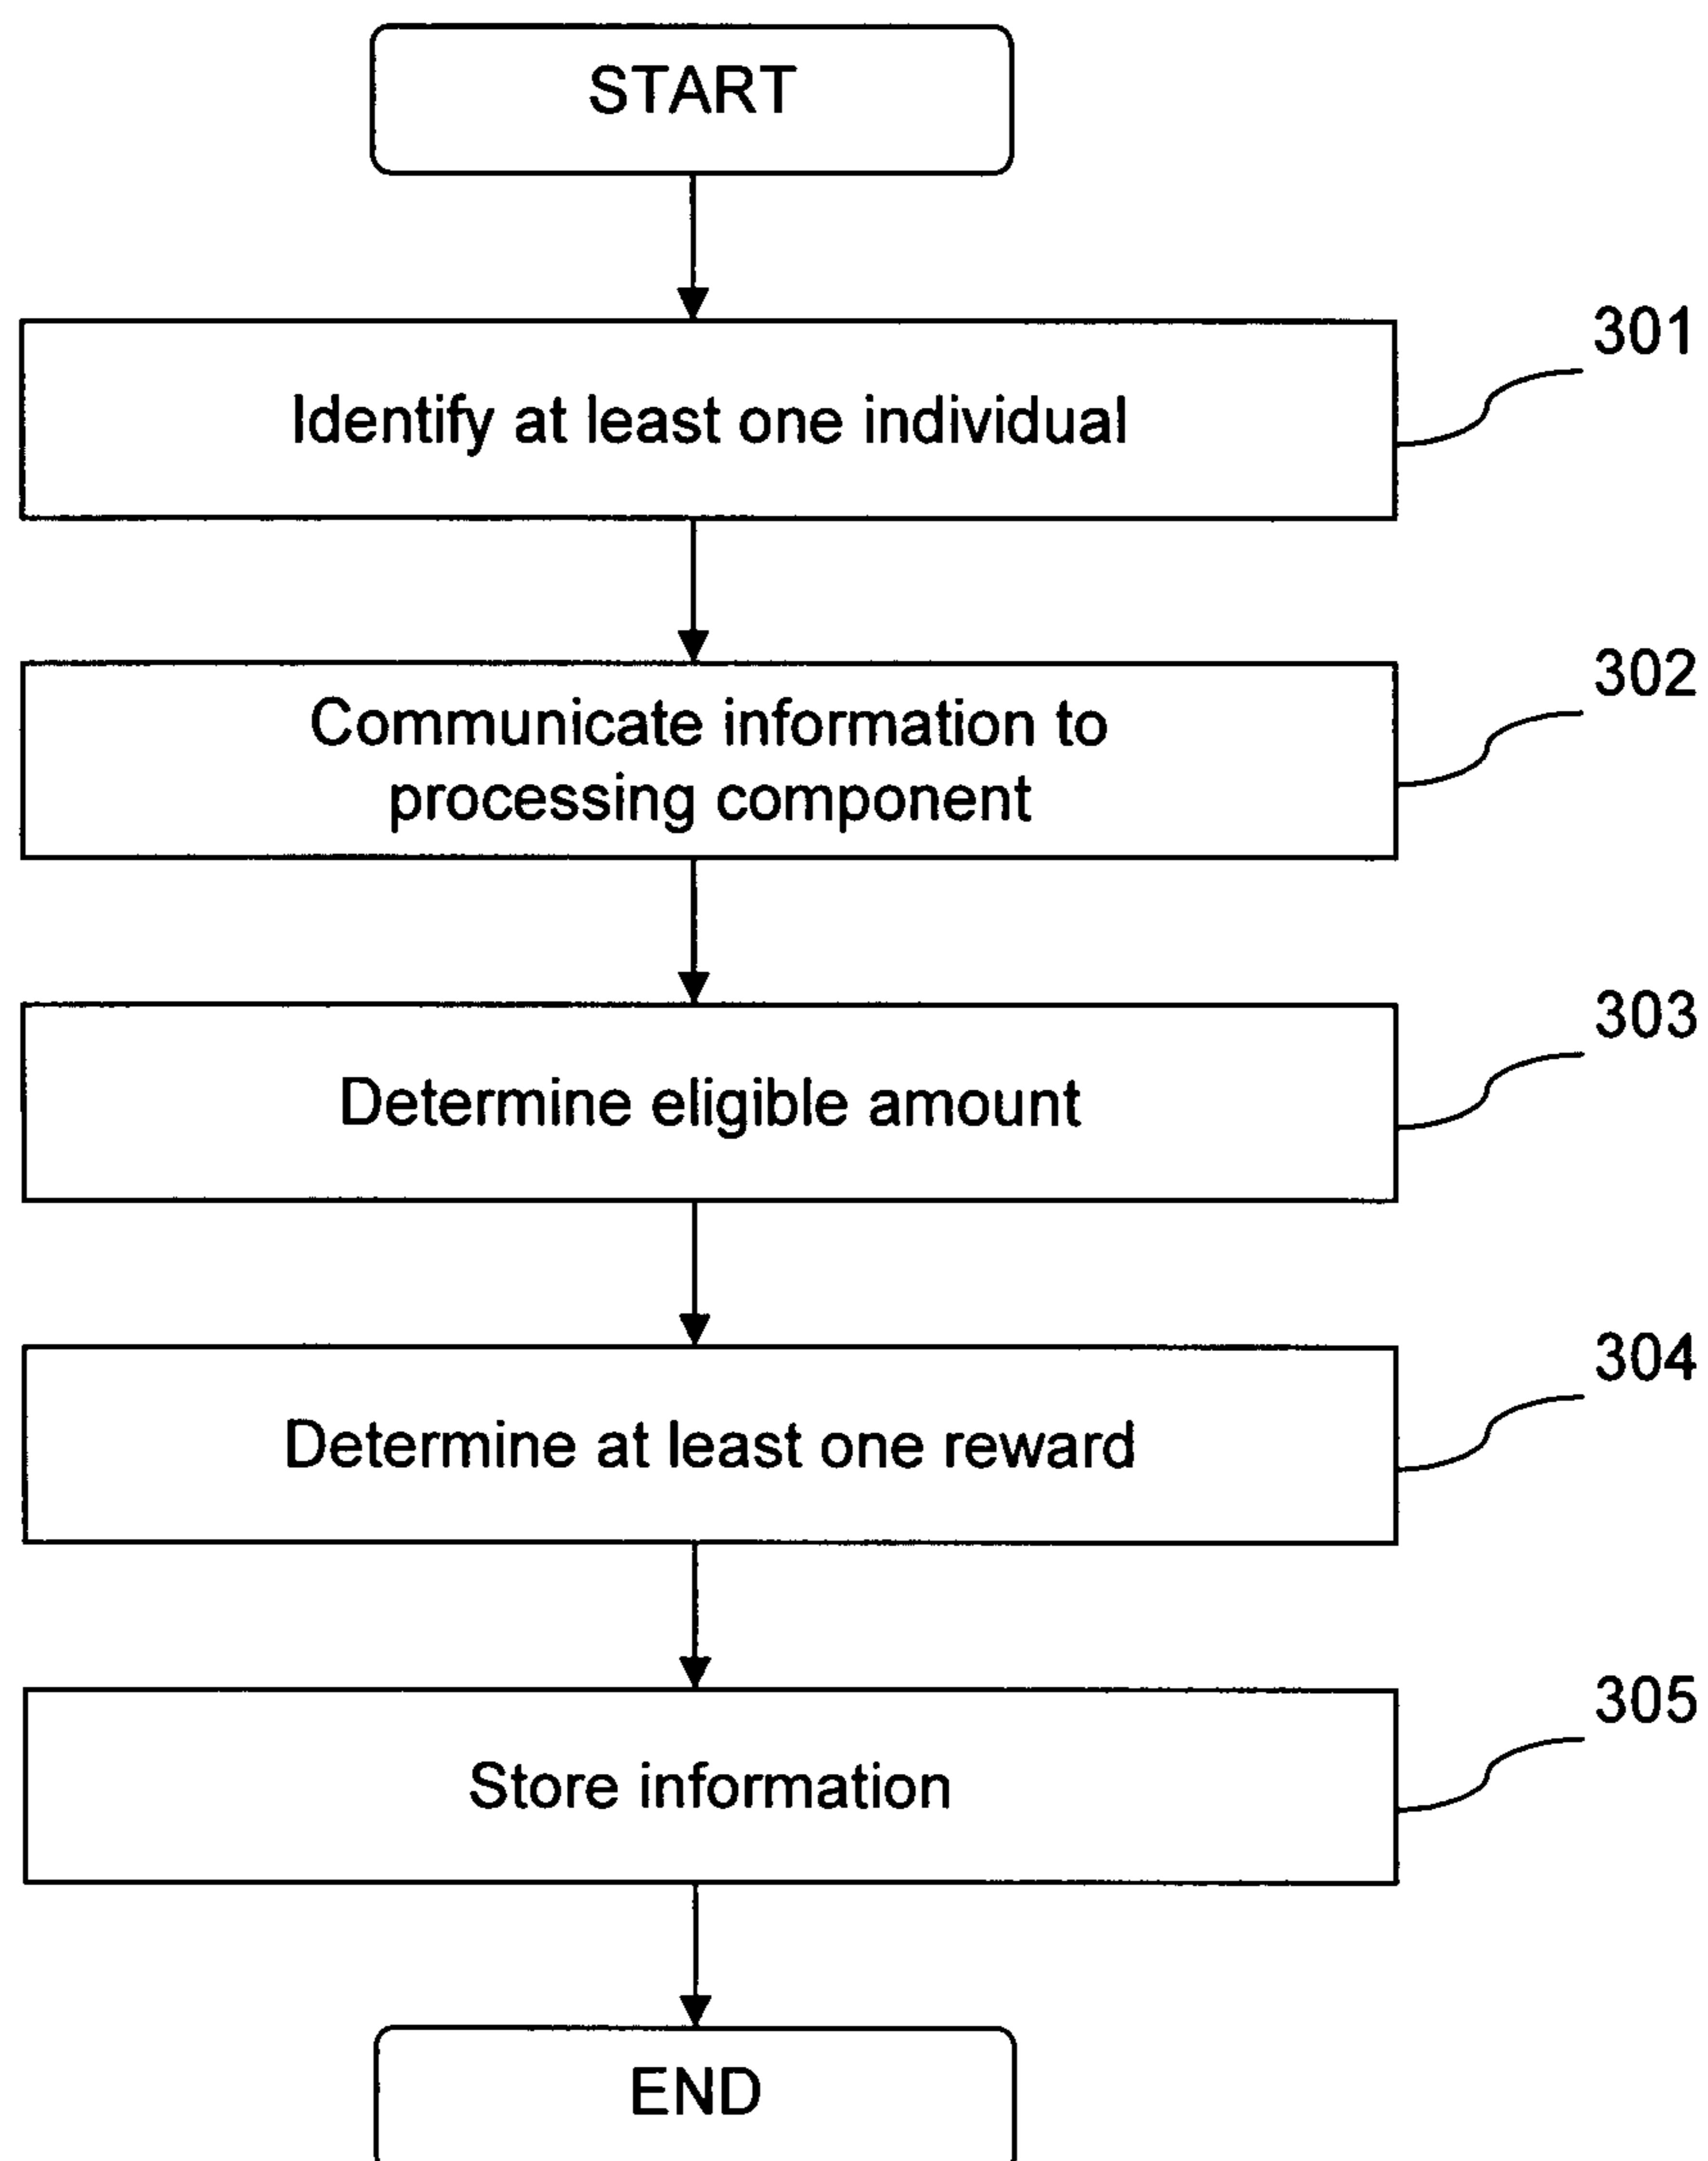 START
301
Identify at least one individual
302
Communicate information to
processing component
303
Determine eligible amount
304
Determine at least one reward
305
Store information
END